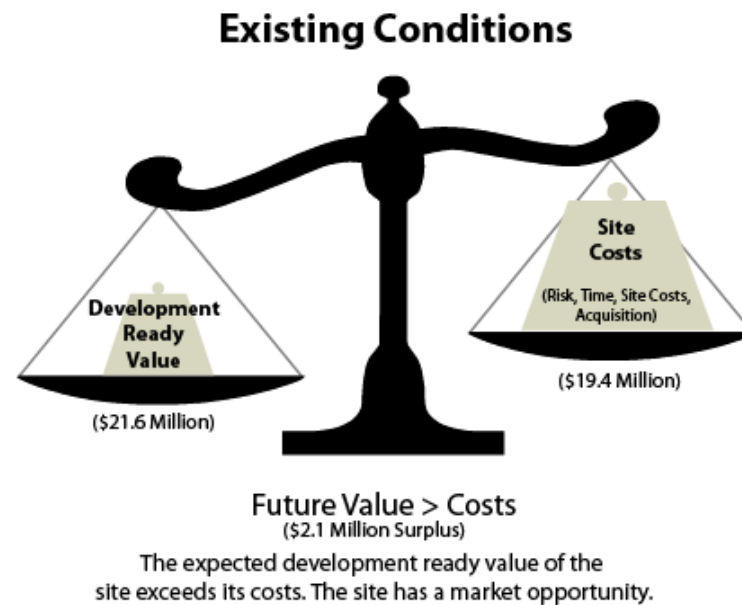 Existing Conditions
Development
Ready
Value
($21.6 Million)
Site
Costs
(Risk, Time, Site Costs,
Acquisition)
($19.4 Million)
Future Value > Costs
($2.1 Million Surplus)
The expected development ready value of the
site exceeds its costs. The site has a market opportunity.